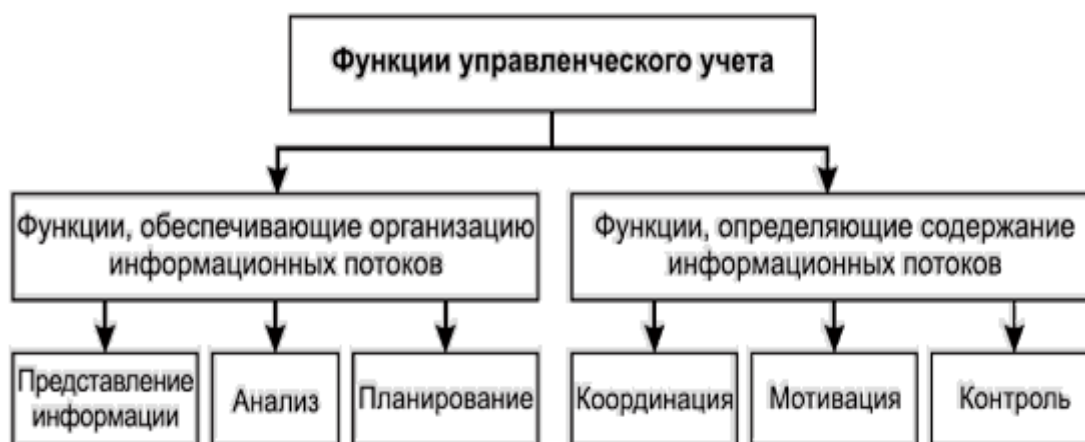 Функции управленческого учета
Функции, обеспечивающие организацию
информационных потоков
Функции, определяющие содержание
информационных потоков
Представление
информации
Анализ
Планирование
Координация
Мотивация
Контроль